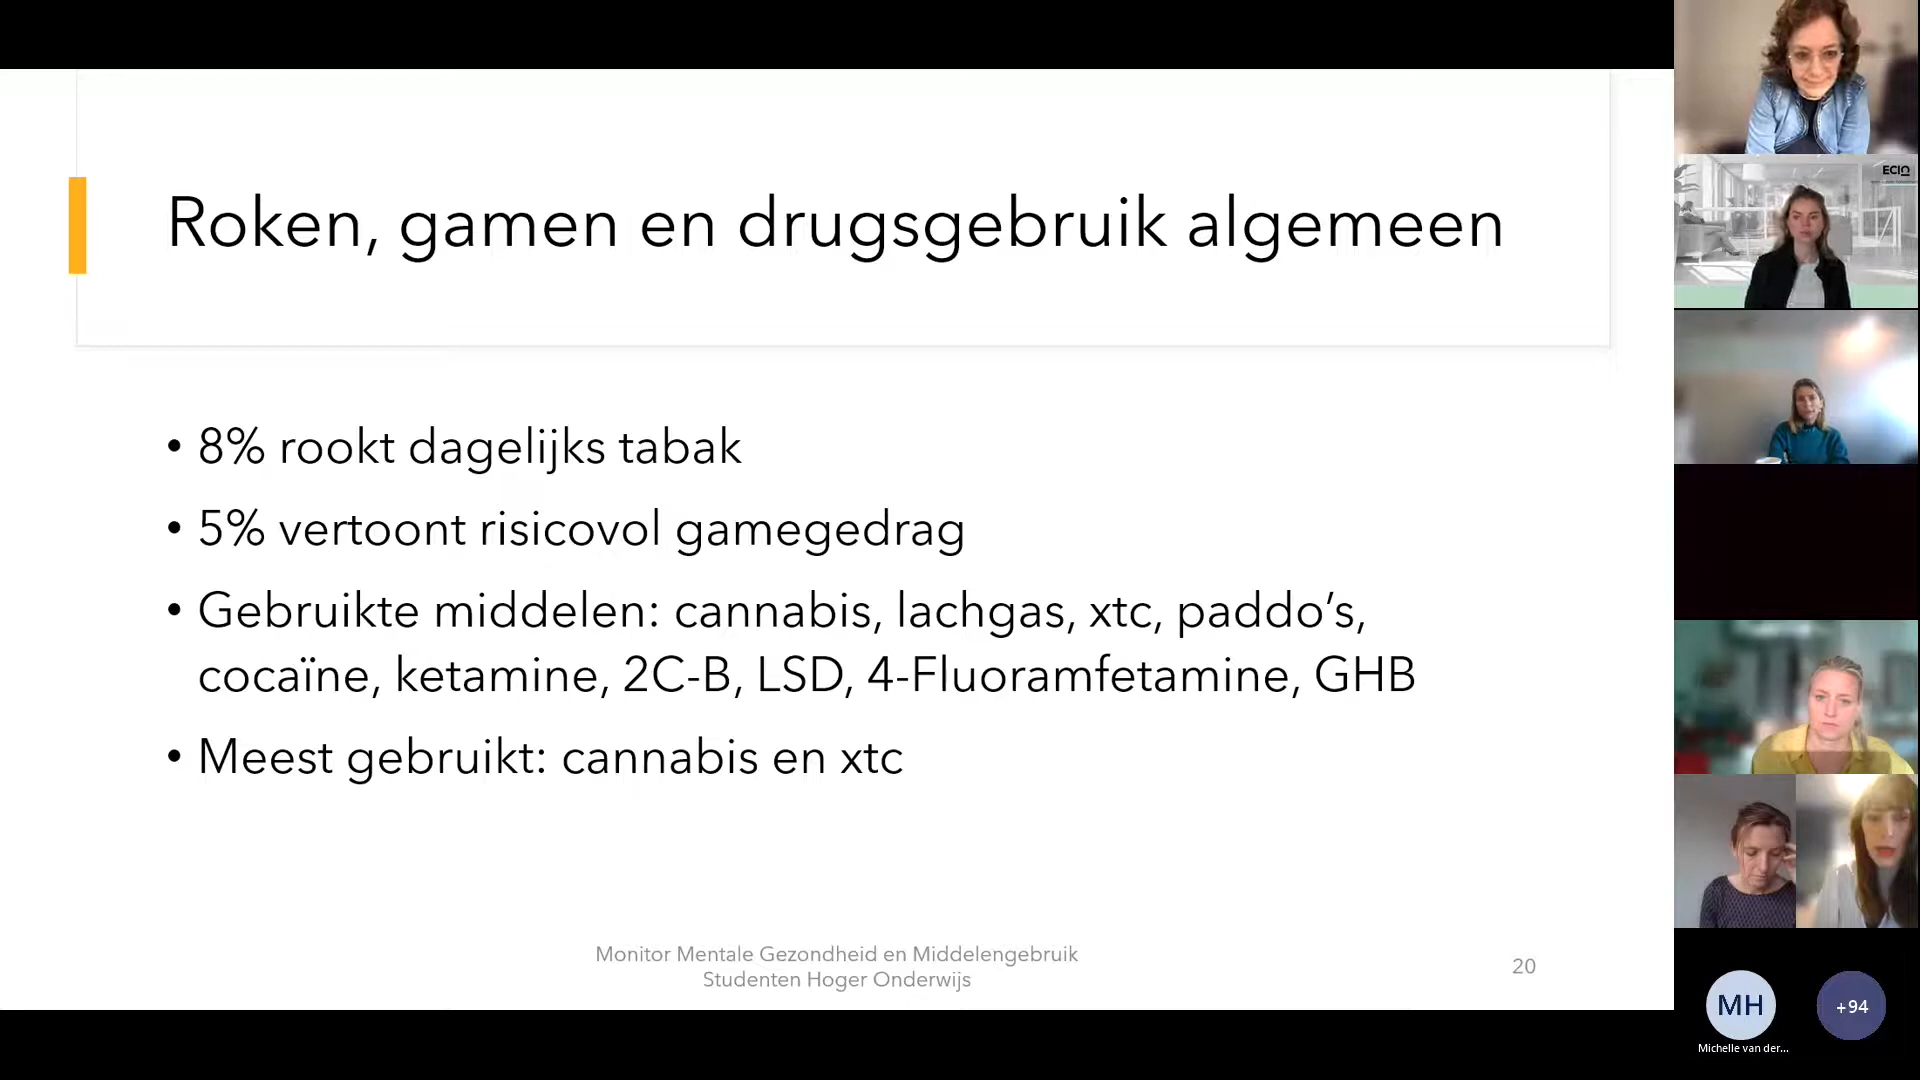 Roken, gamen en drugsgebruik algemeen
• 8% rookt dagelijks tabak
• 5% vertoont risicovol gamegedrag
• Gebruikte middelen: cannabis, lachgas, xtc, paddo’s,
cocaïne, ketamine, 2C-B, LSD, 4-Fluoramfetamine, GHB
• Meest gebruikt: cannabis en xtc
Monitor Mentale Gezondheid en Middelengebruik
Studenten Hoger Onderwijs
20
ECIO
MH
+94
Michelle van der...